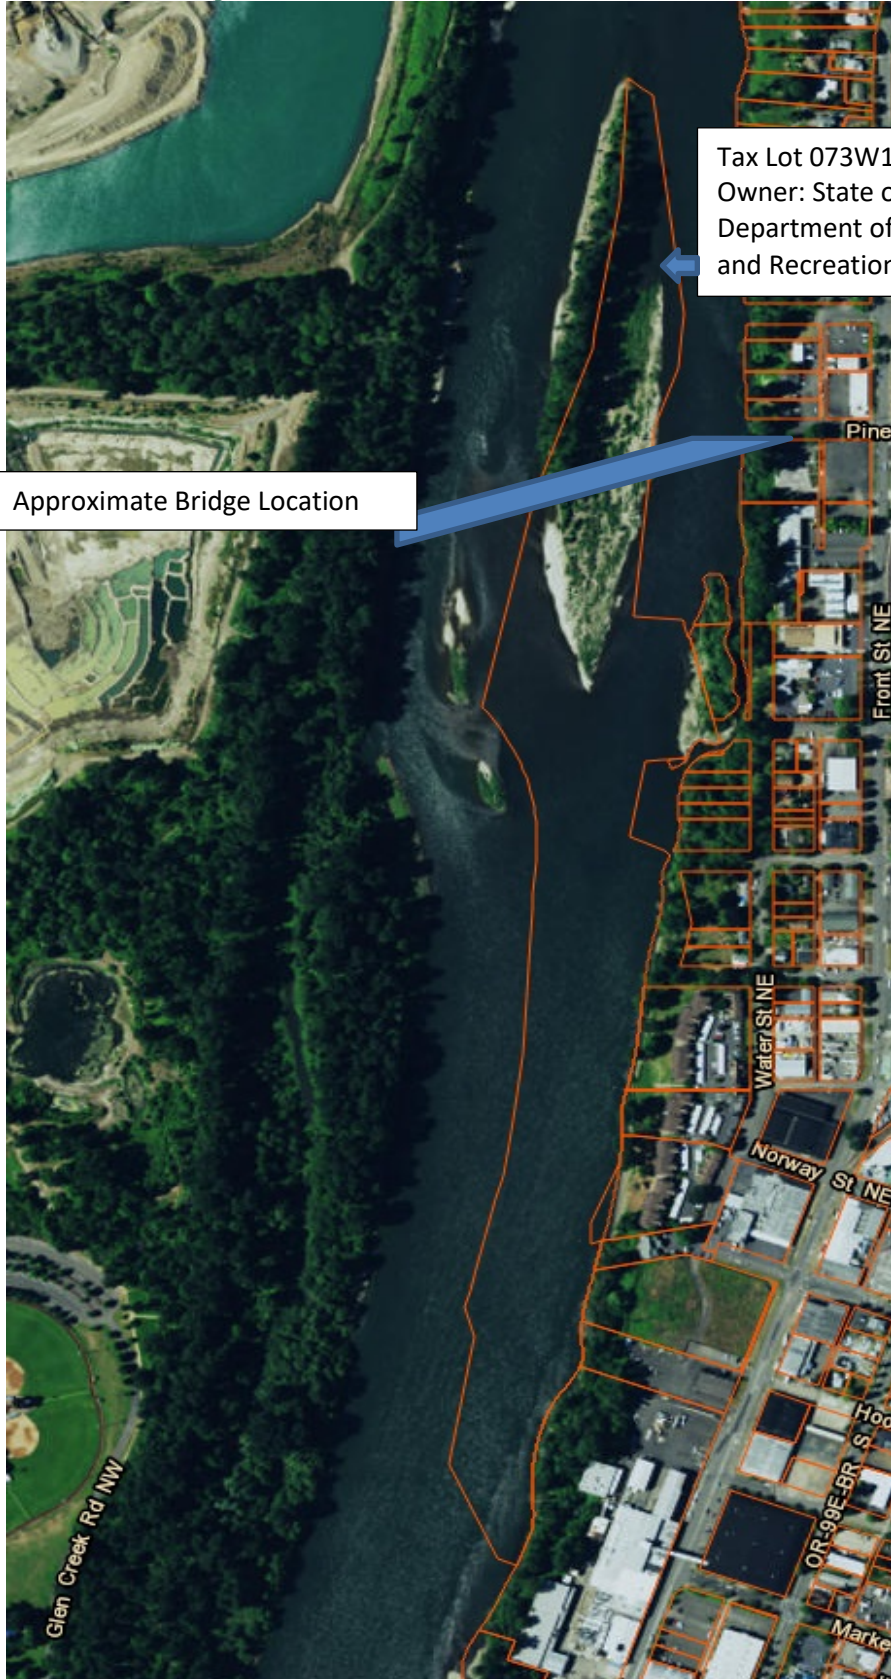 Tax Lot 073W1
Owner: State o
Department of
and Recreation
Pine
Approximate Bridge Location
Front St NE
Water St NE
Norway St NE
Hoo
OR-99E-BR S
Glen Creek Rd NW
Marke